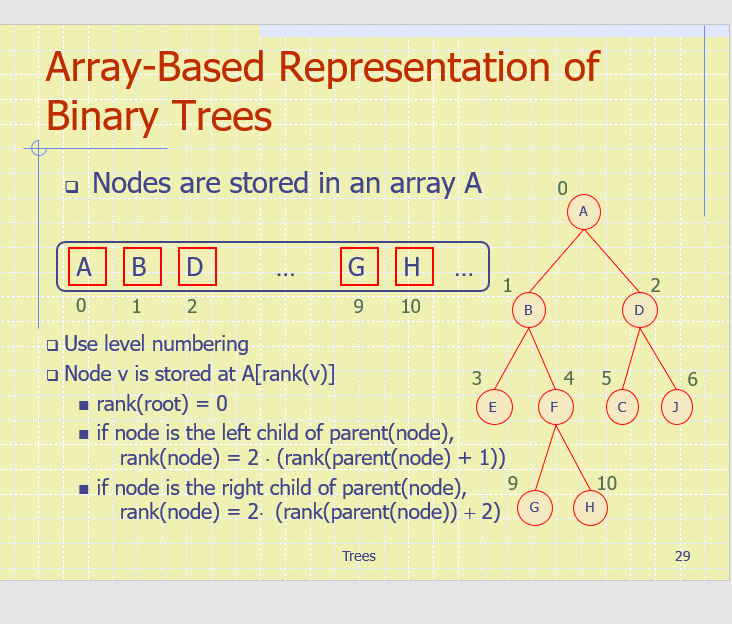 Array-Based Representation of
Binary Trees
Nodes are stored in an array A
A B D ... G H ...
0 1 2 9 10
Use level numbering
Node v is stored at A[rank(v)]
rank(root) = 0
if node is the left child of parent(node),
rank(node) = 2 · (rank(parent(node) + 1))
if node is the right child of parent(node),
rank(node) = 2· (rank(parent(node)) + 2)
0
A
1 2
B D
3 4 5 6
E F C J
9 10
G H
Trees 29